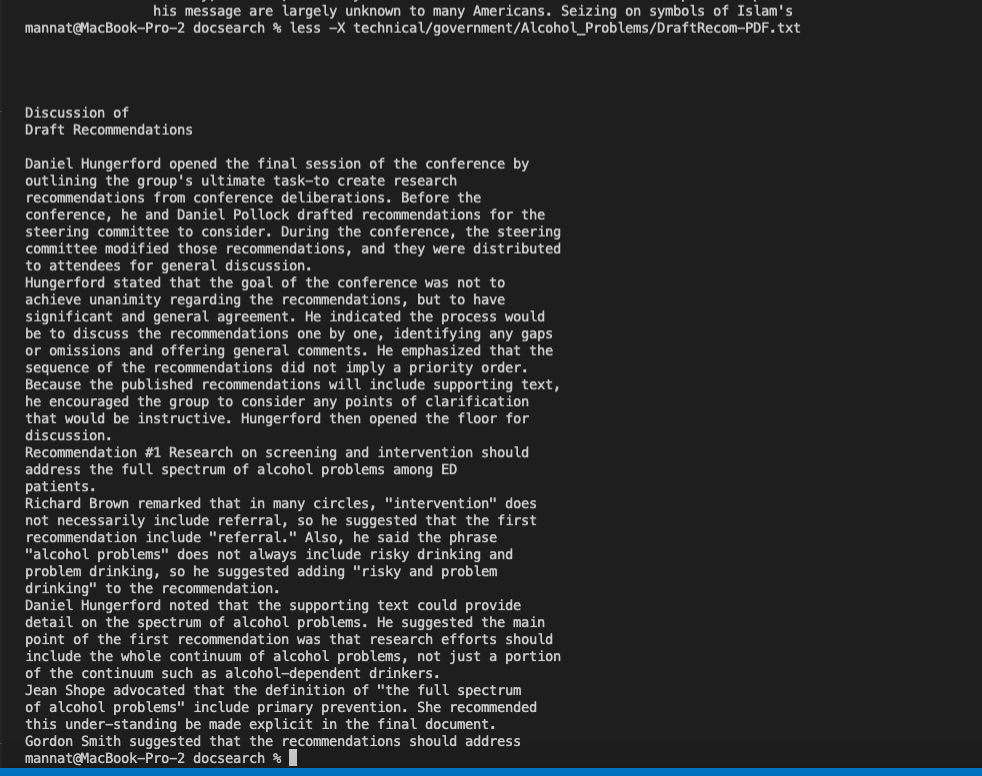 his message are largely unknown to many Americans. Seizing on symbols of Islam's
mannat@MacBook-Pro-2 docsearch % less -X technical/government/Alcohol_Problems/DraftRecom-PDF.txt
Discussion of
Draft Recommendations
Daniel Hungerford opened the final session of the conference by
outlining the group's ultimate task-to create research
recommendations from conference deliberations. Before the
conference, he and Daniel Pollock drafted recommendations for the
steering committee to consider. During the conference, the steering
committee modified those recommendations, and they were distributed
to attendees for general discussion.
Hungerford stated that the goal of the conference was not to
achieve unanimity regarding the recommendations, but to have
significant and general agreement. He indicated the process would
be to discuss the recommendations one by one, identifying any gaps
or omissions and offering general comments. He emphasized that the
sequence of the recommendations did not imply a priority order.
Because the published recommendations will include supporting text,
he encouraged the group to consider any points of clarification
that would be instructive. Hungerford then opened the floor for
discussion.
Recommendation #1 Research on screening and intervention should
address the full spectrum of alcohol problems among ED
patients.
Richard Brown remarked that in many circles, "intervention" does
not necessarily include referral, so he suggested that the first
recommendation include "referral." Also, he said the phrase
"alcohol problems" does not always include risky drinking and
problem drinking, so he suggested adding "risky and problem
drinking" to the recommendation.
Daniel Hungerford noted that the supporting text could provide
detail on the spectrum of alcohol problems. He suggested the main
point of the first recommendation was that research efforts should
include the whole continuum of alcohol problems, not just a portion
of the continuum such as alcohol-dependent drinkers.
Jean Shope advocated that the definition of "the full spectrum
of alcohol problems" include primary prevention. She recommended
this under-standing be made explicit in the final document.
Gordon Smith suggested that the recommendations should address
mannat@MacBook-Pro-2 docsearch %